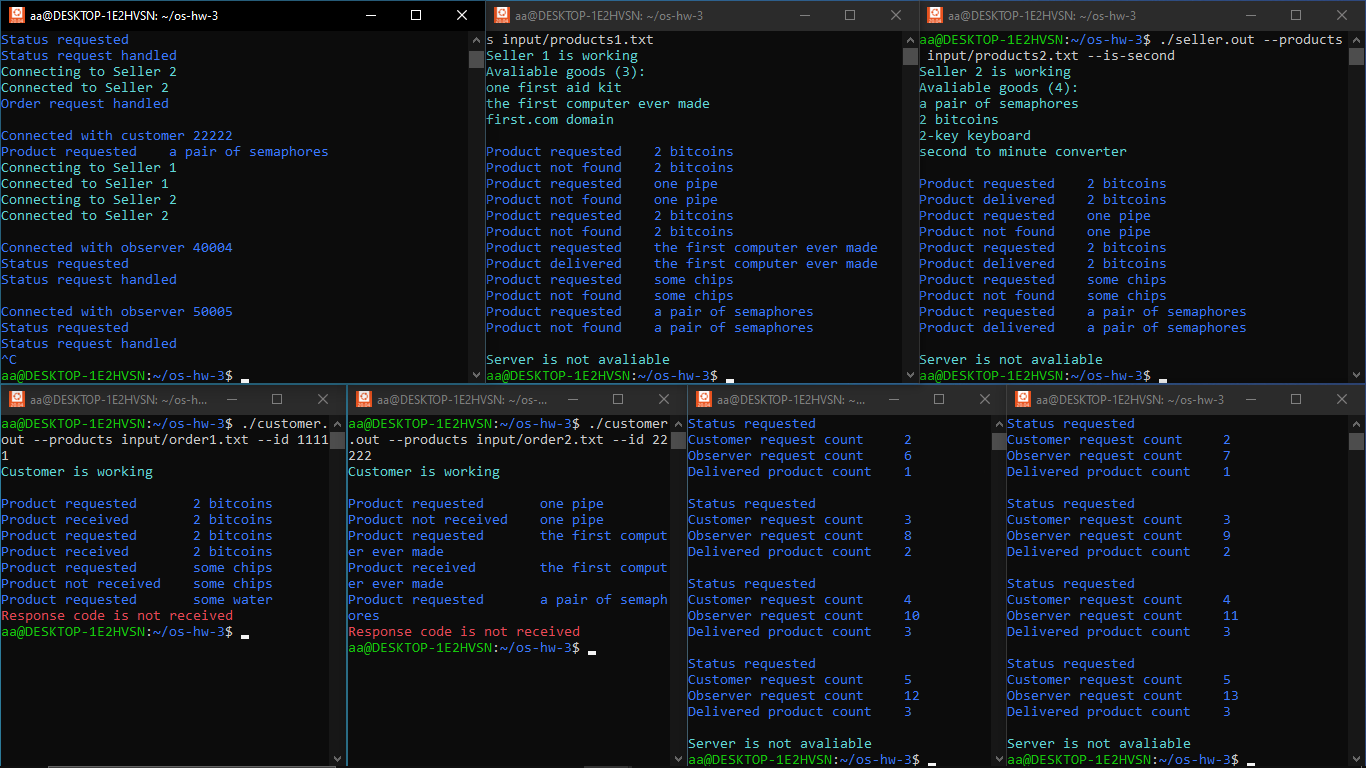 aa@DESKTOP-1E2HVSN: ~/os-hw-3
Status requested
Status request handled
Connecting to Seller 2
Connected to Seller 2
Order request handled
Connected with customer 22222
Product requested    a pair of semaphores
Connecting to Seller 1
Connected to Seller 1
Connecting to Seller 2
Connected to Seller 2
Connected with observer 40004
Status requested
Status request handled
Connected with observer 50005
Status requested
Status request handled
^C
aa@DESKTOP-1E2HVSN:~/os-hw-3$
aa@DESKTOP-1E2HVSN: ~/os-hw-3
s input/products1.txt
Seller 1 is working
Avaliable goods (3):
one first aid kit
the first computer ever made
first.com domain
Product requested    2 bitcoins
Product not found    2 bitcoins
Product requested    one pipe
Product not found    one pipe
Product requested    2 bitcoins
Product not found    2 bitcoins
Product requested    the first computer ever made
Product delivered    the first computer ever made
Product requested    some chips
Product not found    some chips
Product requested    a pair of semaphores
Product not found    a pair of semaphores
Server is not avaliable
aa@DESKTOP-1E2HVSN:~/os-hw-3$
aa@DESKTOP-1E2HVSN: ~/os-hw-3
aa@DESKTOP-1E2HVSN:~/os-hw-3$ ./seller.out --products
input/products2.txt --is-second
Seller 2 is working
Avaliable goods (4):
a pair of semaphores
2 bitcoins
2-key keyboard
second to minute converter
Product requested    2 bitcoins
Product delivered    2 bitcoins
Product requested    one pipe
Product not found    one pipe
Product requested    2 bitcoins
Product delivered    2 bitcoins
Product requested    some chips
Product not found    some chips
Product requested    a pair of semaphores
Product delivered    a pair of semaphores
Server is not avaliable
aa@DESKTOP-1E2HVSN:~/os-hw-3$
aa@DESKTOP-1E2HVSN: ~/os-h...
aa@DESKTOP-1E2HVSN:~/os-hw-3$ ./customer.
out --products input/order1.txt --id 1111
1
Customer is working
Product requested    2 bitcoins
Product received    2 bitcoins
Product requested    2 bitcoins
Product received    2 bitcoins
Product requested    some chips
Product not received    some chips
Product requested    some water
Response code is not received
aa@DESKTOP-1E2HVSN:~/os-hw-3$
aa@DESKTOP-1E2HVSN: ~/os-...
aa@DESKTOP-1E2HVSN:~/os-hw-3$ ./customer
.out --products input/order2.txt --id 22
222
Customer is working
Product requested    one pipe
Product not received    one pipe
Product requested    the first comput
er ever made
Product received    the first comput
er ever made
Product requested    a pair of semaph
ores
Response code is not received
aa@DESKTOP-1E2HVSN:~/os-hw-3$
aa@DESKTOP-1E2HVSN: ~...
Status requested
Customer request count    2
Observer request count    6
Delivered product count    1
Status requested
Customer request count    3
Observer request count    8
Delivered product count    2
Status requested
Customer request count    4
Observer request count    10
Delivered product count    3
Status requested
Customer request count    5
Observer request count    12
Delivered product count    3
Server is not avaliable
aa@DESKTOP-1E2HVSN:~/os-hw-3$
aa@DESKTOP-1E2HVSN: ~/os-hw-3
Status requested
Customer request count    2
Observer request count    7
Delivered product count    1
Status requested
Customer request count    3
Observer request count    9
Delivered product count    2
Status requested
Customer request count    4
Observer request count    11
Delivered product count    3
Status requested
Customer request count    5
Observer request count    13
Delivered product count    3
Server is not avaliable
aa@DESKTOP-1E2HVSN:~/os-hw-3$